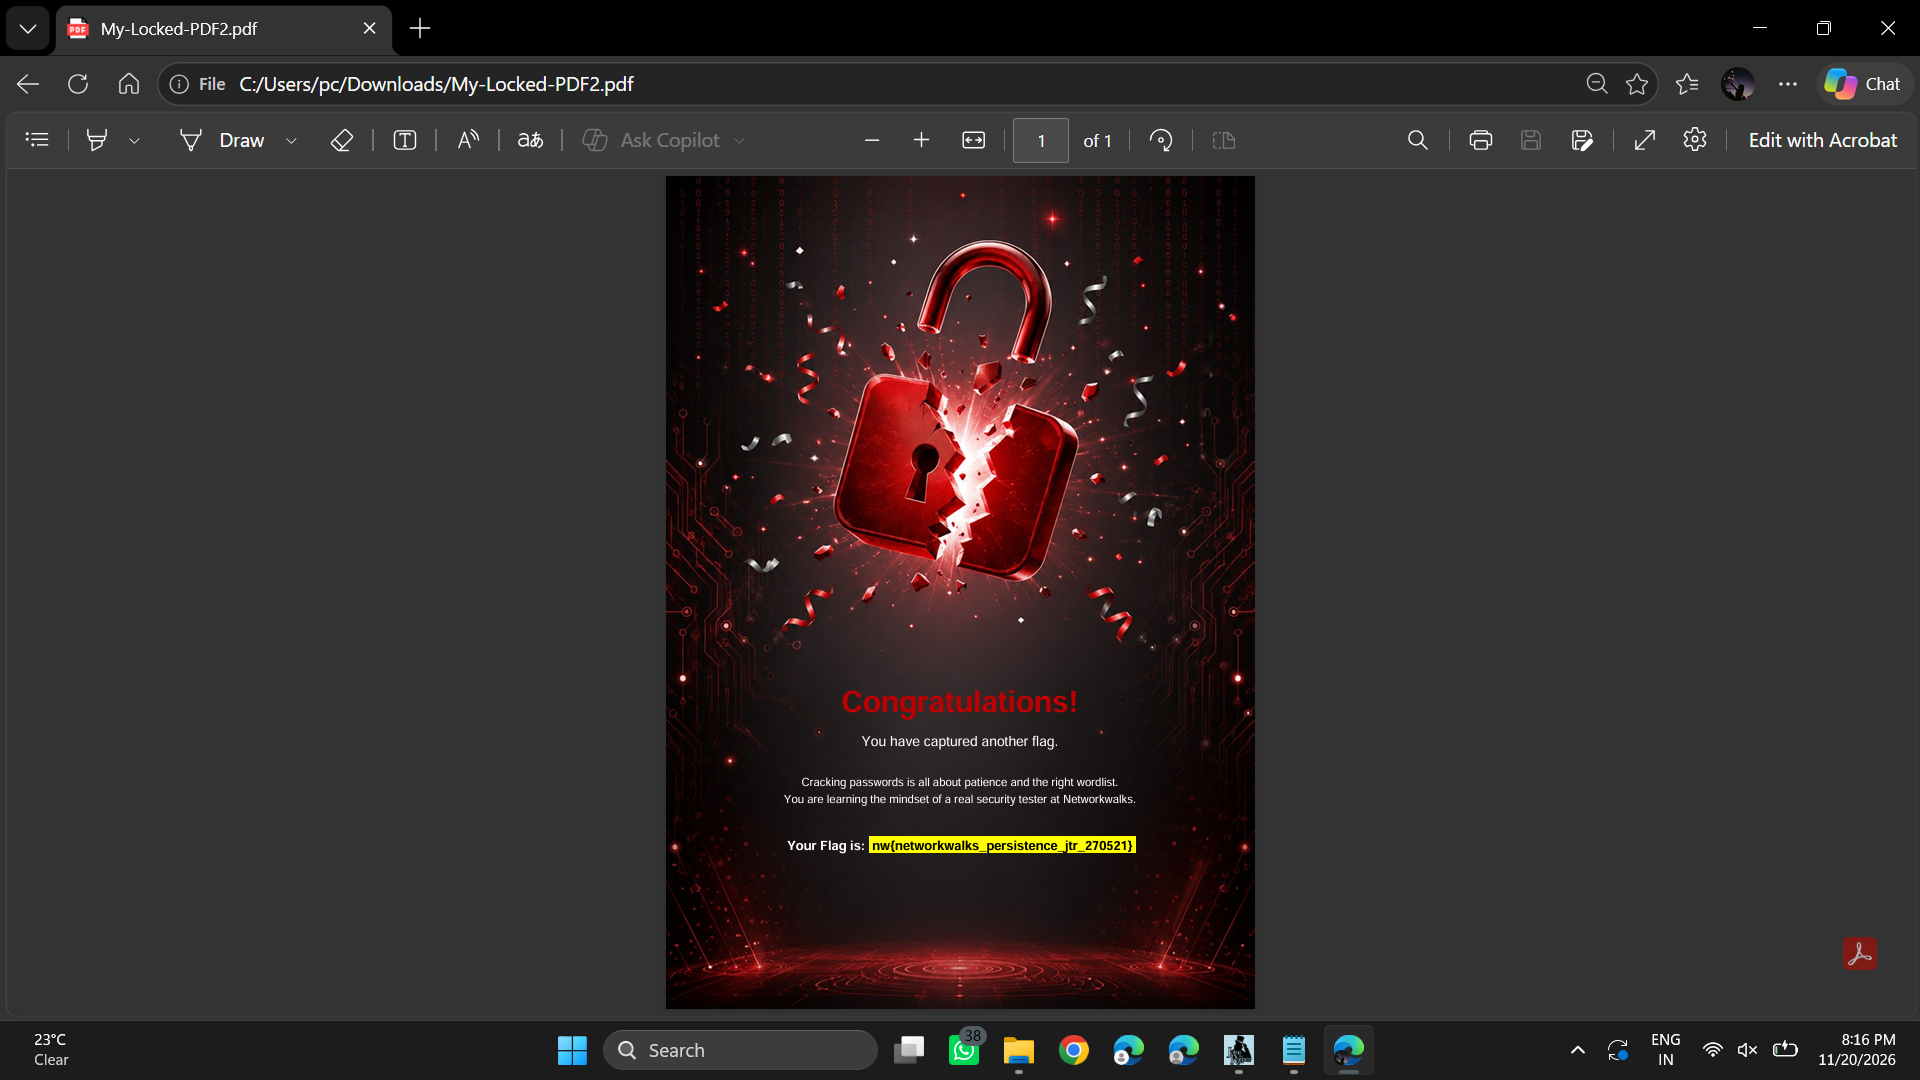 My-Locked-PDF2.pdf
File C:/Users/pc/Downloads/My-Locked-PDF2.pdf
Chat
Draw
Ask Copilot
1 of 1
Edit with Acrobat
Congratulations!
You have captured another flag.
Cracking passwords is all about patience and the right wordlist.
You are learning the mindset of a real security tester at Networkwalks.
Your Flag is: nw{networkwalks_persistence_jtr_270521}
23°C
Clear
Search
38
ENG
IN
8:16 PM
11/20/2026